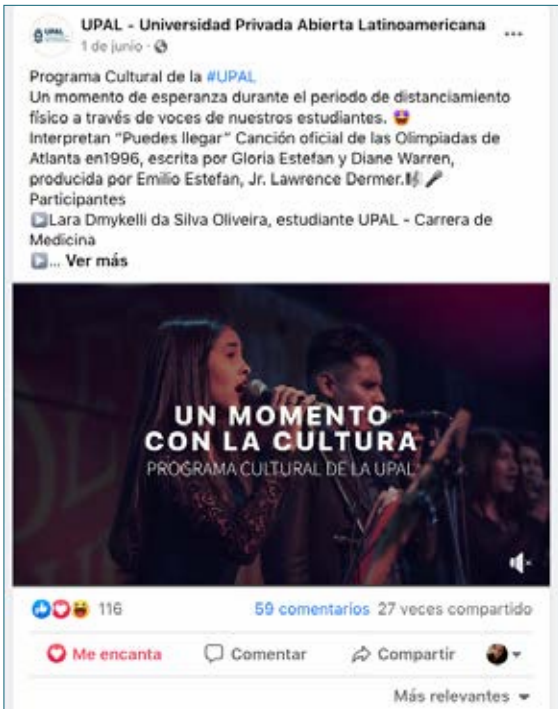 UPAL - Universidad Privada Abierta Latinoamericana
1 de junio ·
Programa Cultural de la #UPAL
Un momento de esperanza durante el periodo de distanciamiento
físico a través de voces de nuestros estudiantes. 🤩
Interpretan "Puedes llegar" Canción oficial de las Olimpiadas de
Atlanta en1996, escrita por Gloria Estefan y Diane Warren,
producida por Emilio Estefan, Jr. Lawrence Dermer.🎼🎤
Participantes
▶️Lara Dmykelli da Silva Oliveira, estudiante UPAL - Carrera de
Medicina
▶️... Ver más
UN MOMENTO
CON LA CULTURA
PROGRAMA CULTURAL DE LA UPAL
116
59 comentarios 27 veces compartido
Me encanta
Comentar
Compartir
Más relevantes